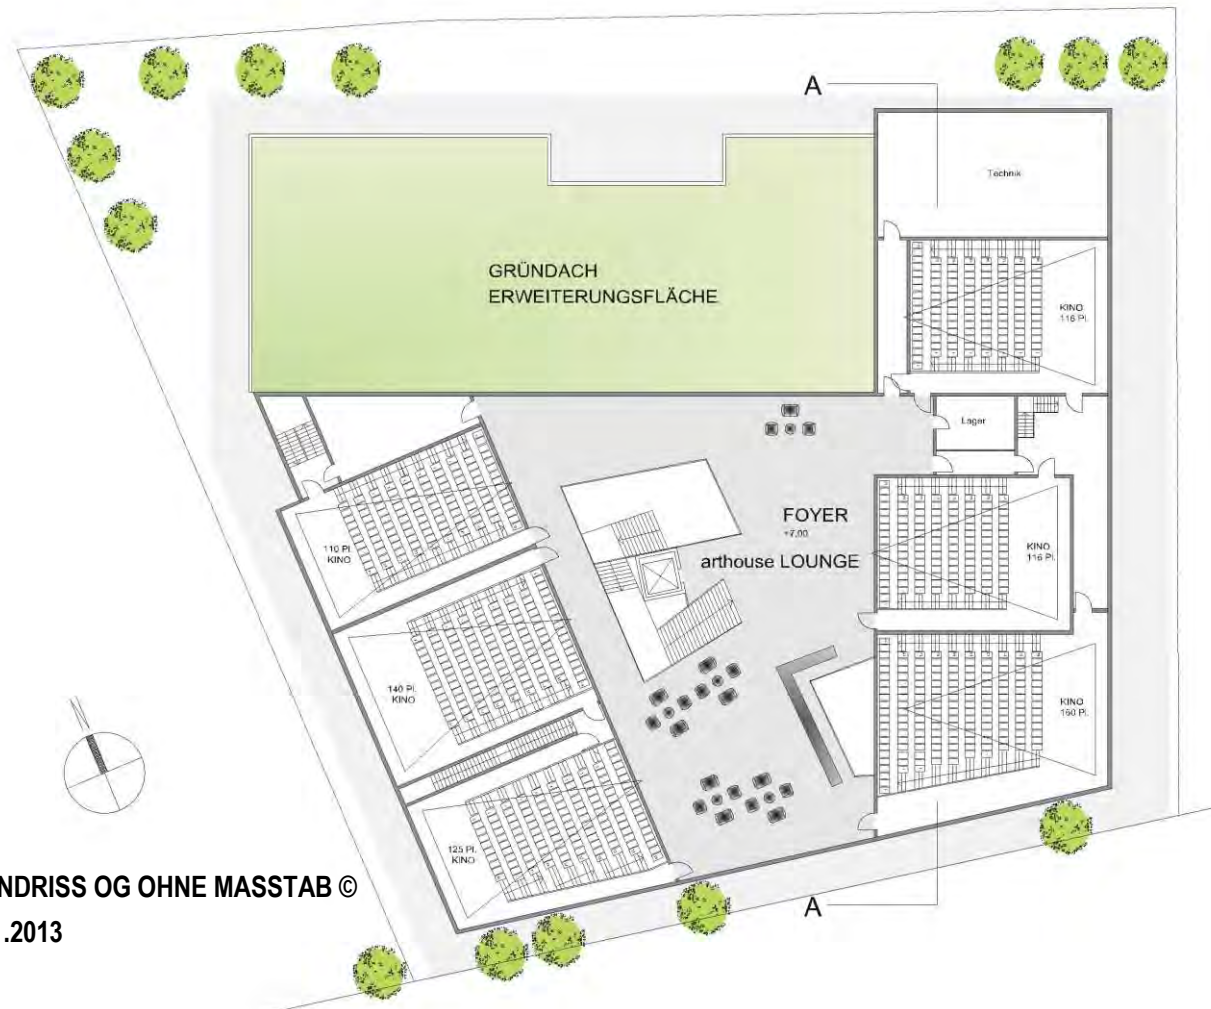 A
Technik
GRÜNDACH
ERWEITERUNGSFLÄCHE
KINO
116 Pl.
Lager
FOYER
+7,00
arthouse LOUNGE
110 Pl.
KINO
KINO
116 Pl.
140 Pl.
KINO
KINO
160 Pl.
125 Pl.
KINO
NDRISS OG OHNE MASSTAB ©
.2013
A